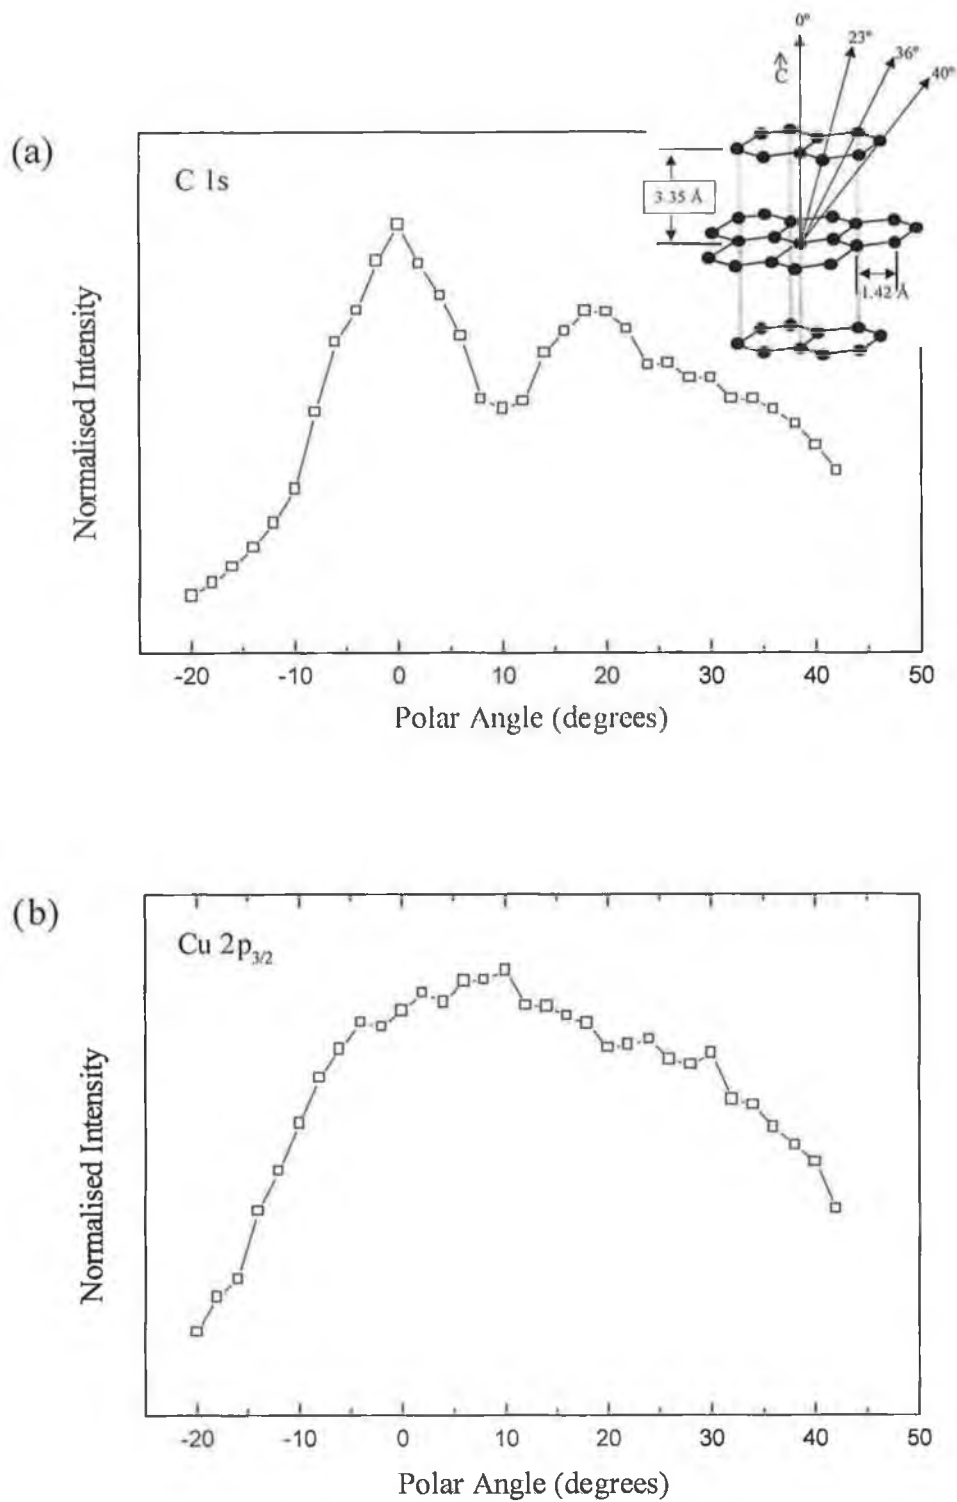 (a)
C 1s
0°
23°
36°
40°
C
3.35 Å
1.42 Å
Normalised Intensity
-20 -10 0 10 20 30 40 50
Polar Angle (degrees)
(b)
Cu 2p3/2
Normalised Intensity
-20 -10 0 10 20 30 40 50
Polar Angle (degrees)